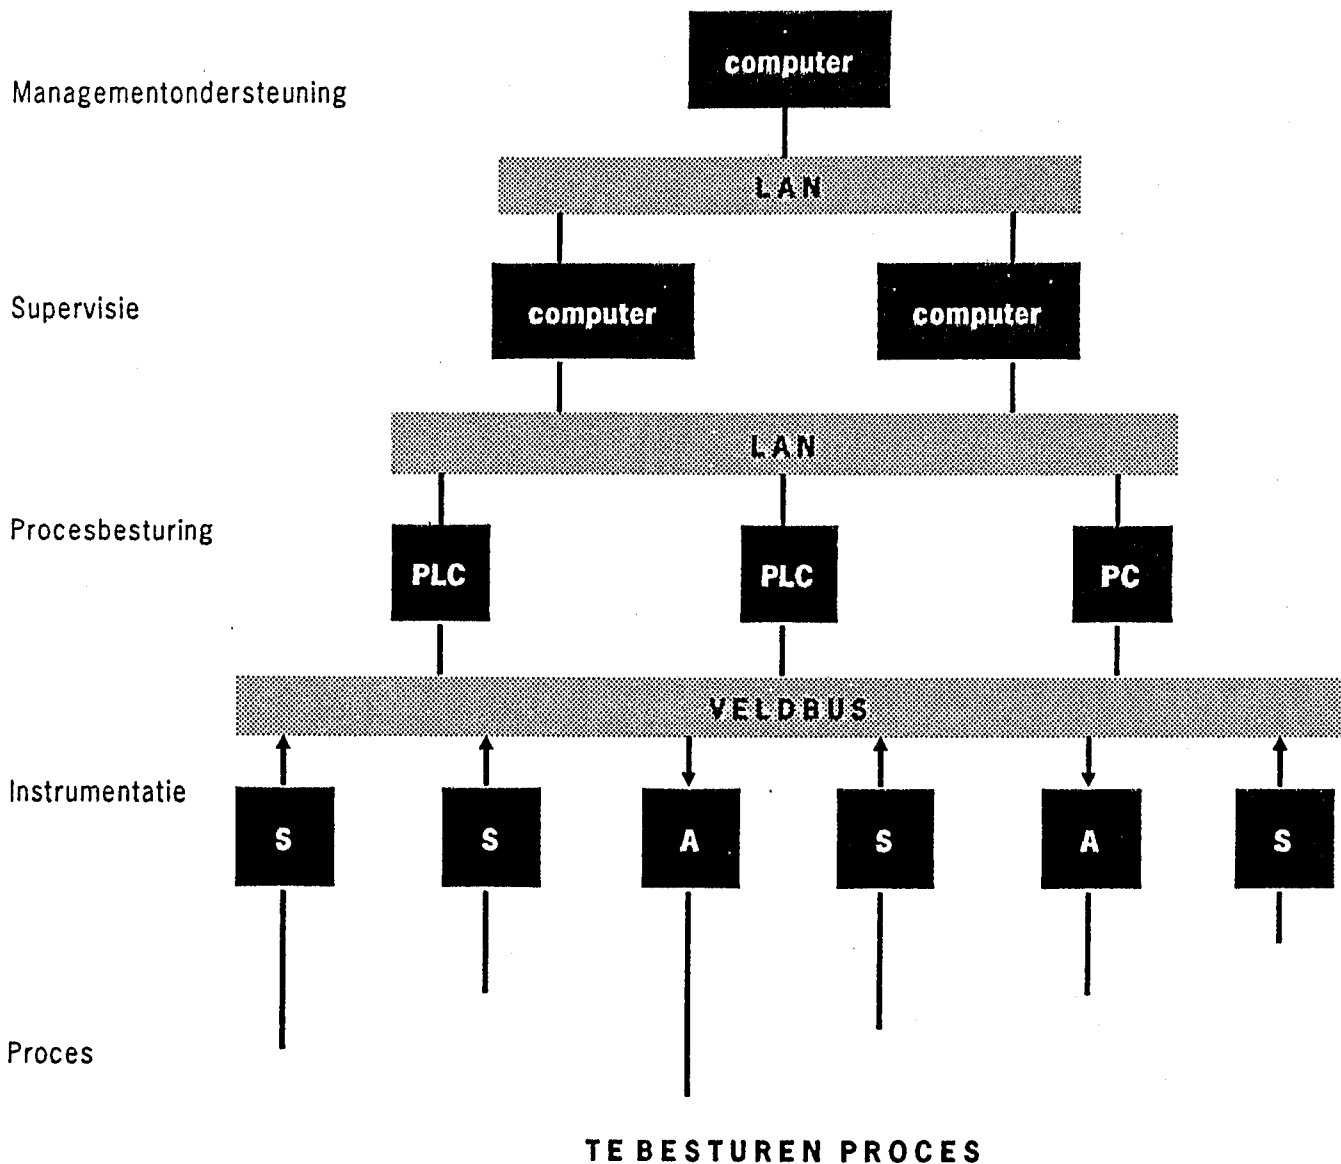 computer
Managementondersteuning
LAN
Supervisie
computer
computer
LAN
Procesbesturing
PLC
PLC
PC
VELDBUS
Instrumentatie
S
S
A
S
A
S
Proces
TE BESTUREN PROCES